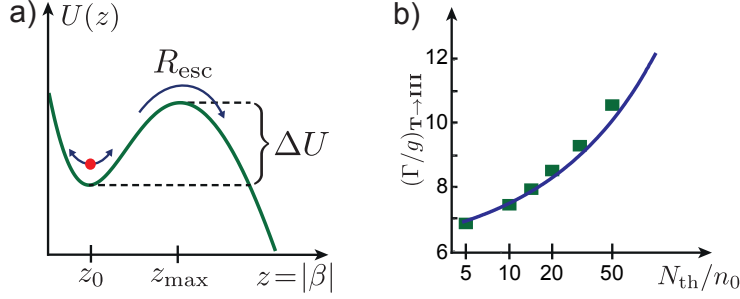 a)
U(z)
R_esc
ΔU
z_0
z_max
z=|β|
b)
(Γ/g)_T→III
12
10
8
6
5
10
20
50
N_th/n_0